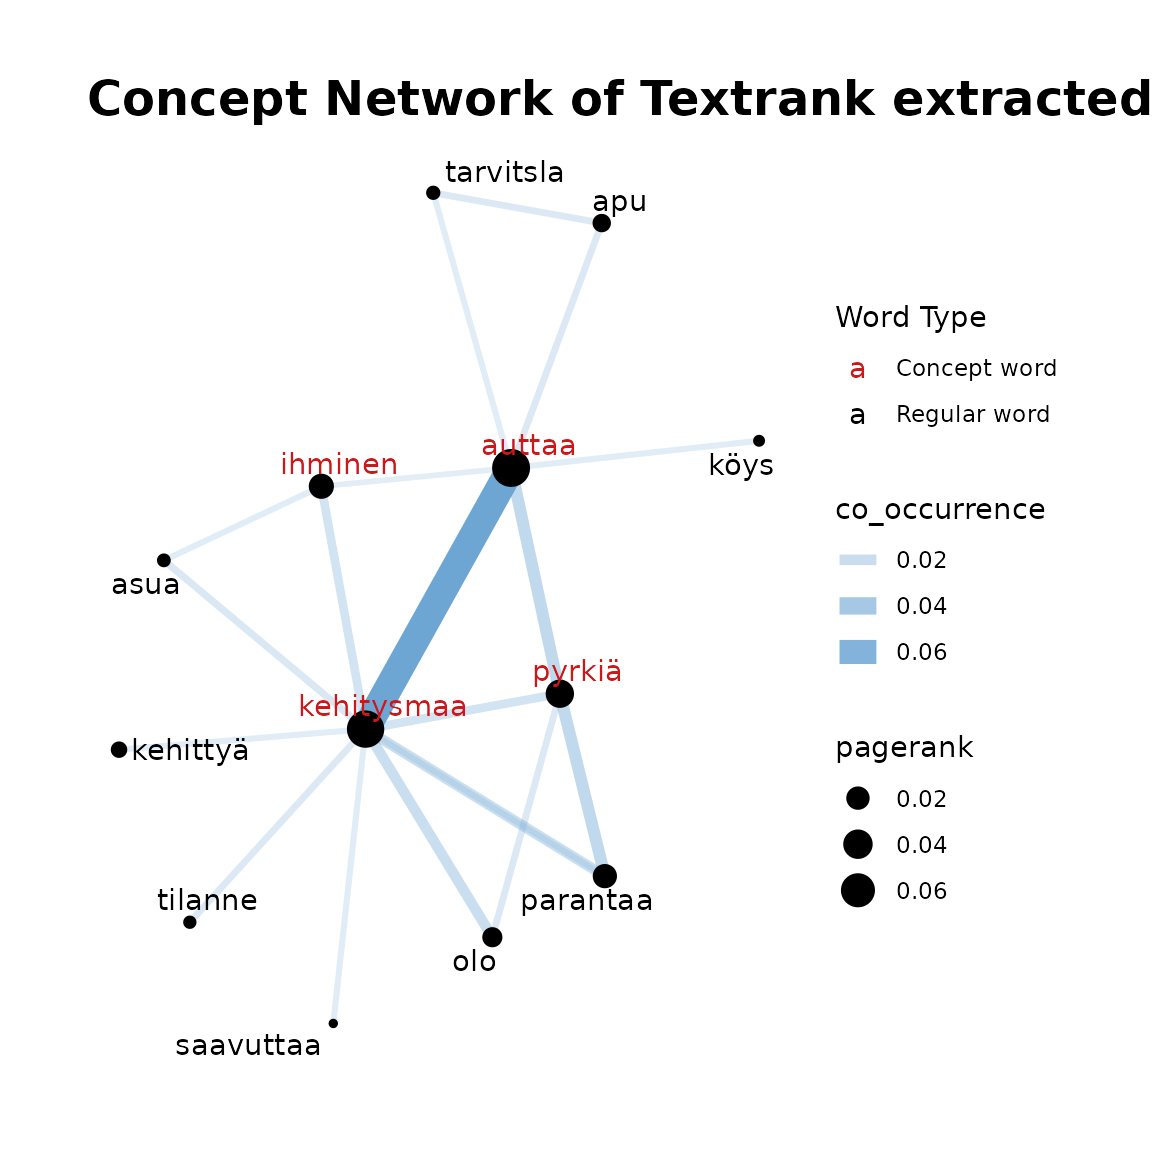 Concept Network of Textrank extracted
tarvitsla
apu
auttaa
ihminen
köys
asua
pyrkiä
kehitysmaa
kehittyä
tilanne
parantaa
olo
saavuttaa
Word Type
a Concept word
a Regular word
co_occurrence
0.02
0.04
0.06
pagerank
0.02
0.04
0.06